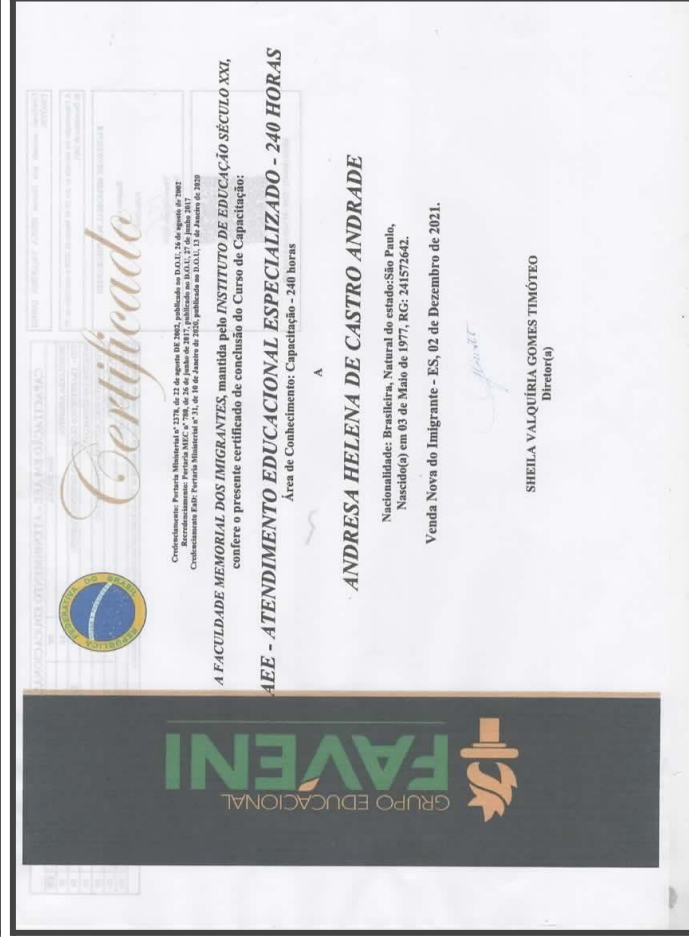 GRUPO EDUCACIONAL
FAVENI
REPÚBLICA FEDERATIVA DO BRASIL
Certificado
Credenciamento: Portaria Ministerial nº 2378, de 22 de agosto DE 2002, publicado no D.O.U, 26 de agosto de 2002
Recredenciamento: Portaria MEC nº 780, de 26 de junho de 2017, publicado no D.O.U, 27 de junho 2017
Credenciamento EaD: Portaria Ministerial nº 31, de 10 de Janeiro de 2020, publicado no D.O.U, 13 de Janeiro de 2020
A FACULDADE MEMORIAL DOS IMIGRANTES, mantida pelo INSTITUTO DE EDUCAÇÃO SÉCULO XXI,
confere o presente certificado de conclusão do Curso de Capacitação:
AEE - ATENDIMENTO EDUCACIONAL ESPECIALIZADO - 240 HORAS
Área de Conhecimento: Capacitação - 240 horas
A
ANDRESA HELENA DE CASTRO ANDRADE
Nacionalidade: Brasileira, Natural do estado:São Paulo,
Nascido(a) em 03 de Maio de 1977, RG: 241572642.
Venda Nova do Imigrante - ES, 02 de Dezembro de 2021.
SHEILA VALQUÍRIA GOMES TIMÓTEO
Diretor(a)